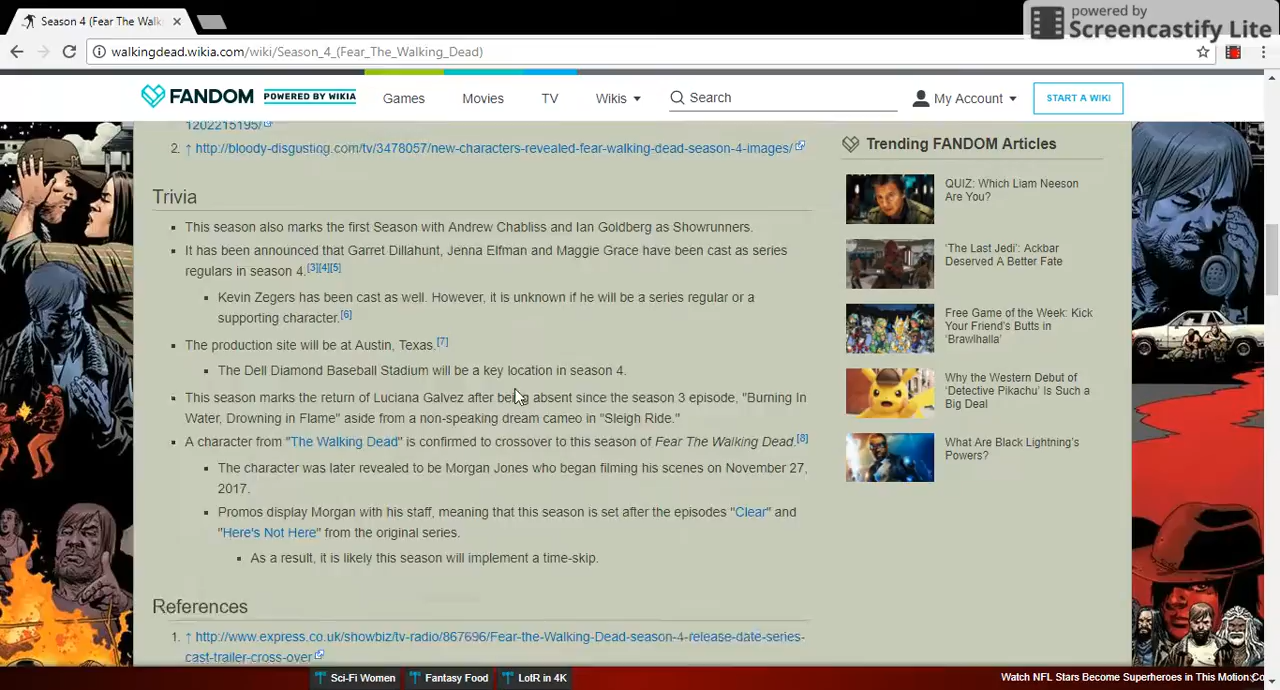 Season 4 (Fear The Walk
powered by
Screencastify Lite
walkingdead.wikia.com/wiki/Season_4_(Fear_The_Walking_Dead)
FANDOM POWERED BY WIKIA Games Movies TV Wikis Search My Account START A WIKI
1202215195/
2. ↑ http://bloody-disgusting.com/tv/3478057/new-characters-revealed-fear-walking-dead-season-4-images/
Trivia
This season also marks the first Season with Andrew Chabliss and Ian Goldberg as Showrunners.
It has been announced that Garret Dillahunt, Jenna Elfman and Maggie Grace have been cast as series
regulars in season 4.[3][4][5]
Kevin Zegers has been cast as well. However, it is unknown if he will be a series regular or a
supporting character.[6]
The production site will be at Austin, Texas.[7]
The Dell Diamond Baseball Stadium will be a key location in season 4.
This season marks the return of Luciana Galvez after being absent since the season 3 episode, "Burning In
Water, Drowning in Flame" aside from a non-speaking dream cameo in "Sleigh Ride."
A character from "The Walking Dead" is confirmed to crossover to this season of Fear The Walking Dead.[8]
The character was later revealed to be Morgan Jones who began filming his scenes on November 27,
2017.
Promos display Morgan with his staff, meaning that this season is set after the episodes "Clear" and
"Here's Not Here" from the original series.
As a result, it is likely this season will implement a time-skip.
References
1. ↑ http://www.express.co.uk/showbiz/tv-radio/867696/Fear-the-Walking-Dead-season-4-release-date-series-
cast-trailer-cross-over
Trending FANDOM Articles
QUIZ: Which Liam Neeson
Are You?
'The Last Jedi': Ackbar
Deserved A Better Fate
Free Game of the Week: Kick
Your Friend's Butts in
'Brawlhalla'
Why the Western Debut of
'Detective Pikachu' Is Such a
Big Deal
What Are Black Lightning's
Powers?
Sci-Fi Women Fantasy Food LotR in 4K
Watch NFL Stars Become Superheroes in This Motion Co